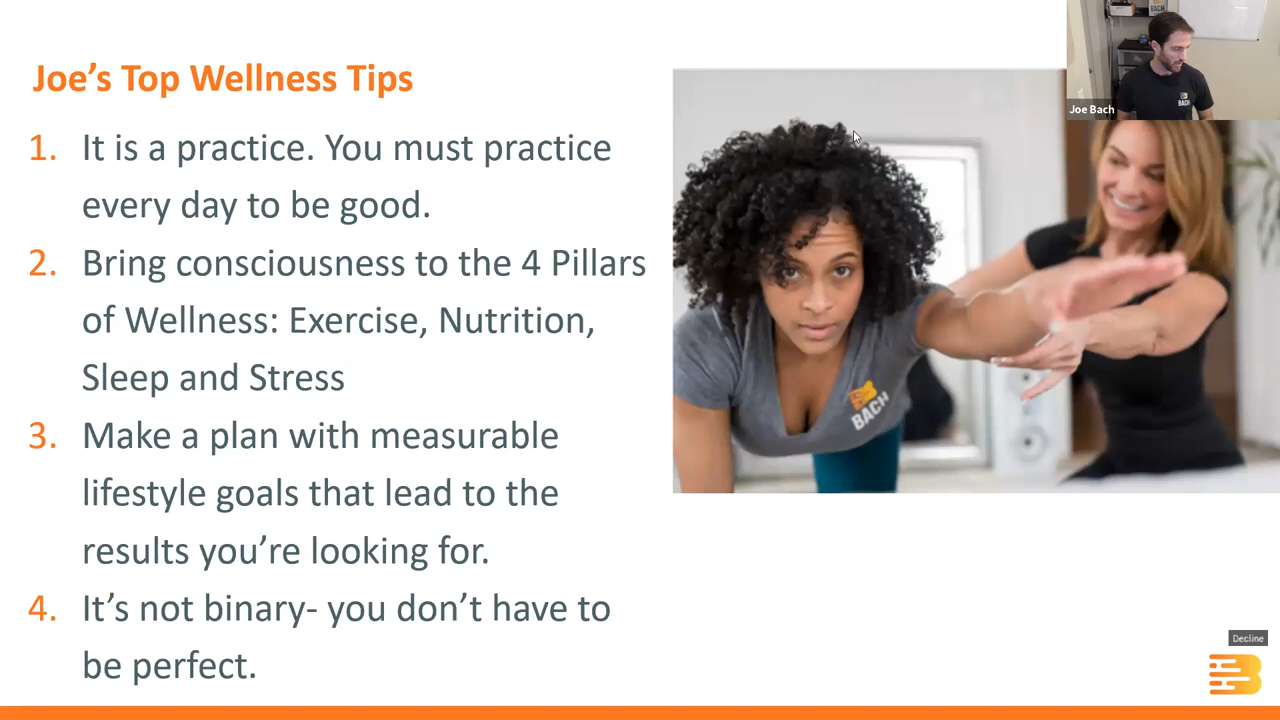 Joe's Top Wellness Tips
1. It is a practice. You must practice
every day to be good.
2. Bring consciousness to the 4 Pillars
of Wellness: Exercise, Nutrition,
Sleep and Stress
3. Make a plan with measurable
lifestyle goals that lead to the
results you're looking for.
4. It's not binary- you don't have to
be perfect.
BACH
BACH
Joe Bach
BACH
Decline